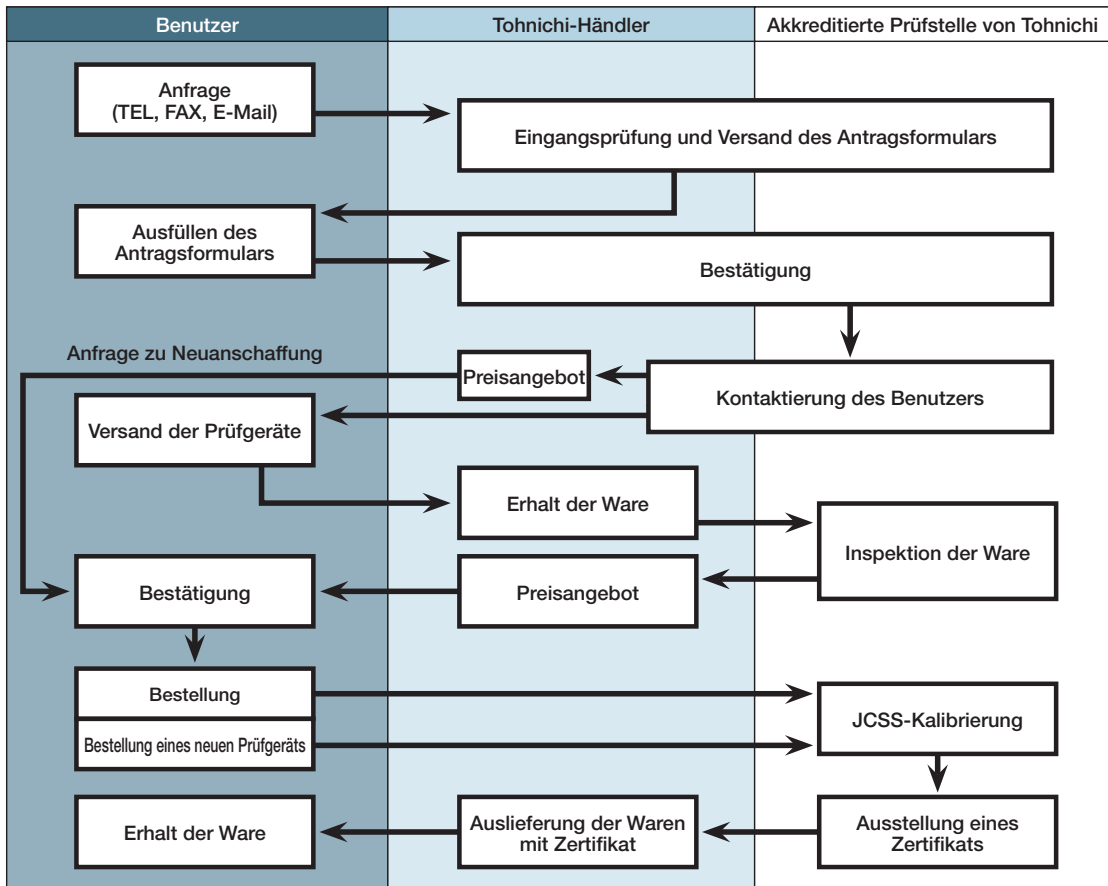 Benutzer
Tohnichi-Händler
Akkreditierte Prüfstelle von Tohnichi
Anfrage
(TEL, FAX, E-Mail)
Eingangsprüfung und Versand des Antragsformulars
Ausfüllen des
Antragsformulars
Bestätigung
Anfrage zu Neuanschaffung
Preisangebot
Kontaktierung des Benutzers
Versand der Prüfgeräte
Erhalt der Ware
Inspektion der Ware
Bestätigung
Preisangebot
Bestellung
Bestellung eines neuen Prüfgeräts
JCSS-Kalibrierung
Erhalt der Ware
Auslieferung der Waren
mit Zertifikat
Ausstellung eines
Zertifikats